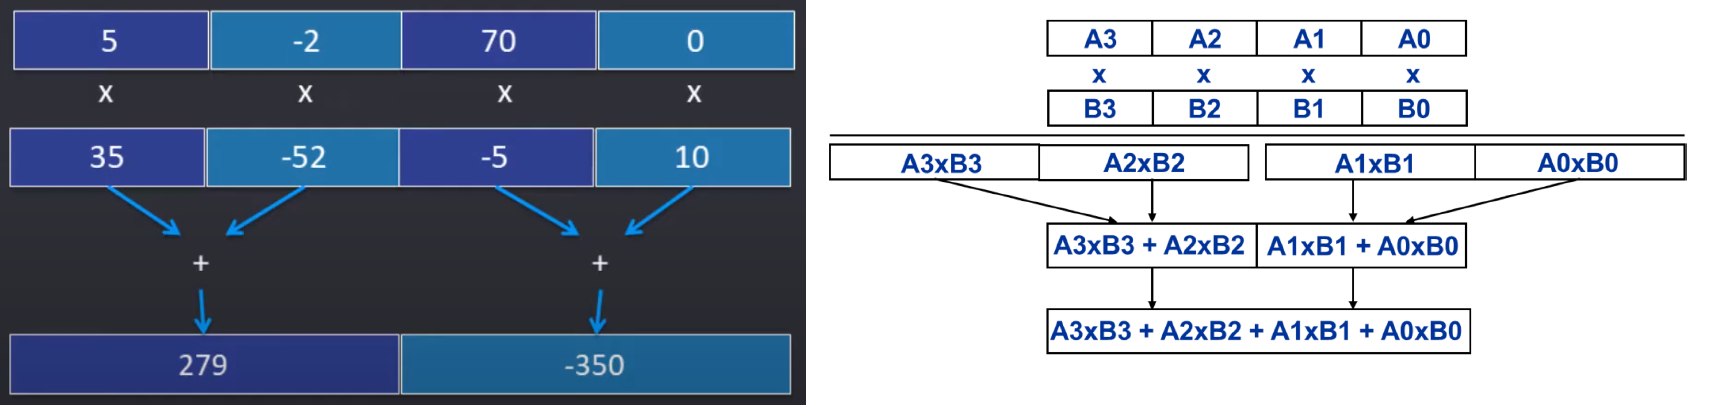 5 -2 70 0
x x x x
35 -52 -5 10
+ +
279 -350
A3 A2 A1 A0
x x x x
B3 B2 B1 B0
A3xB3 A2xB2 A1xB1 A0xB0
A3xB3 + A2xB2 A1xB1 + A0xB0
A3xB3 + A2xB2 + A1xB1 + A0xB0